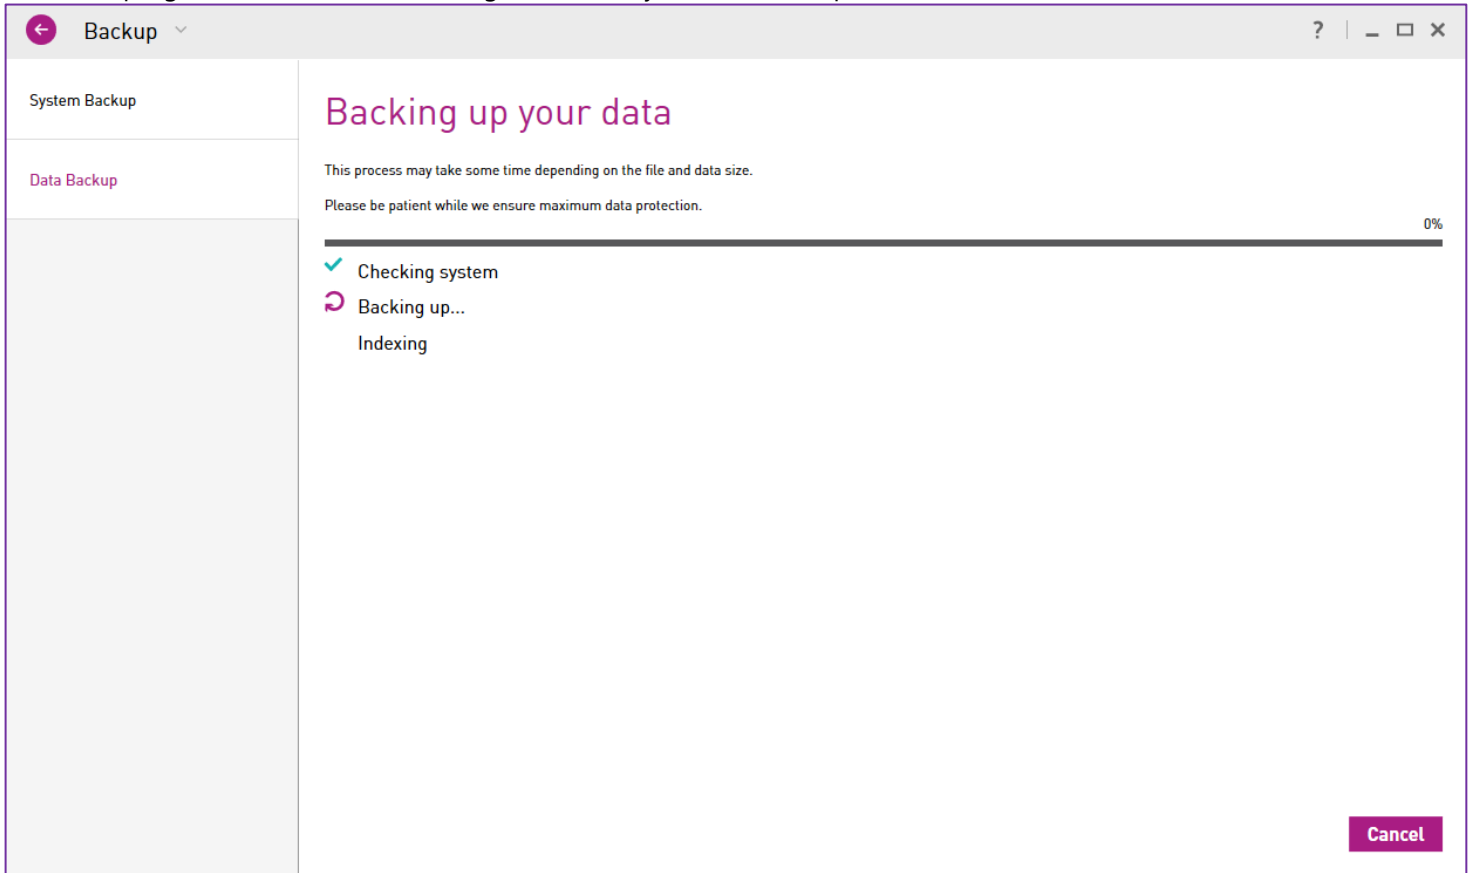 Backup
?
System Backup
Data Backup
Backing up your data
This process may take some time depending on the file and data size.
Please be patient while we ensure maximum data protection.
0%
Checking system
Backing up...
Indexing
Cancel